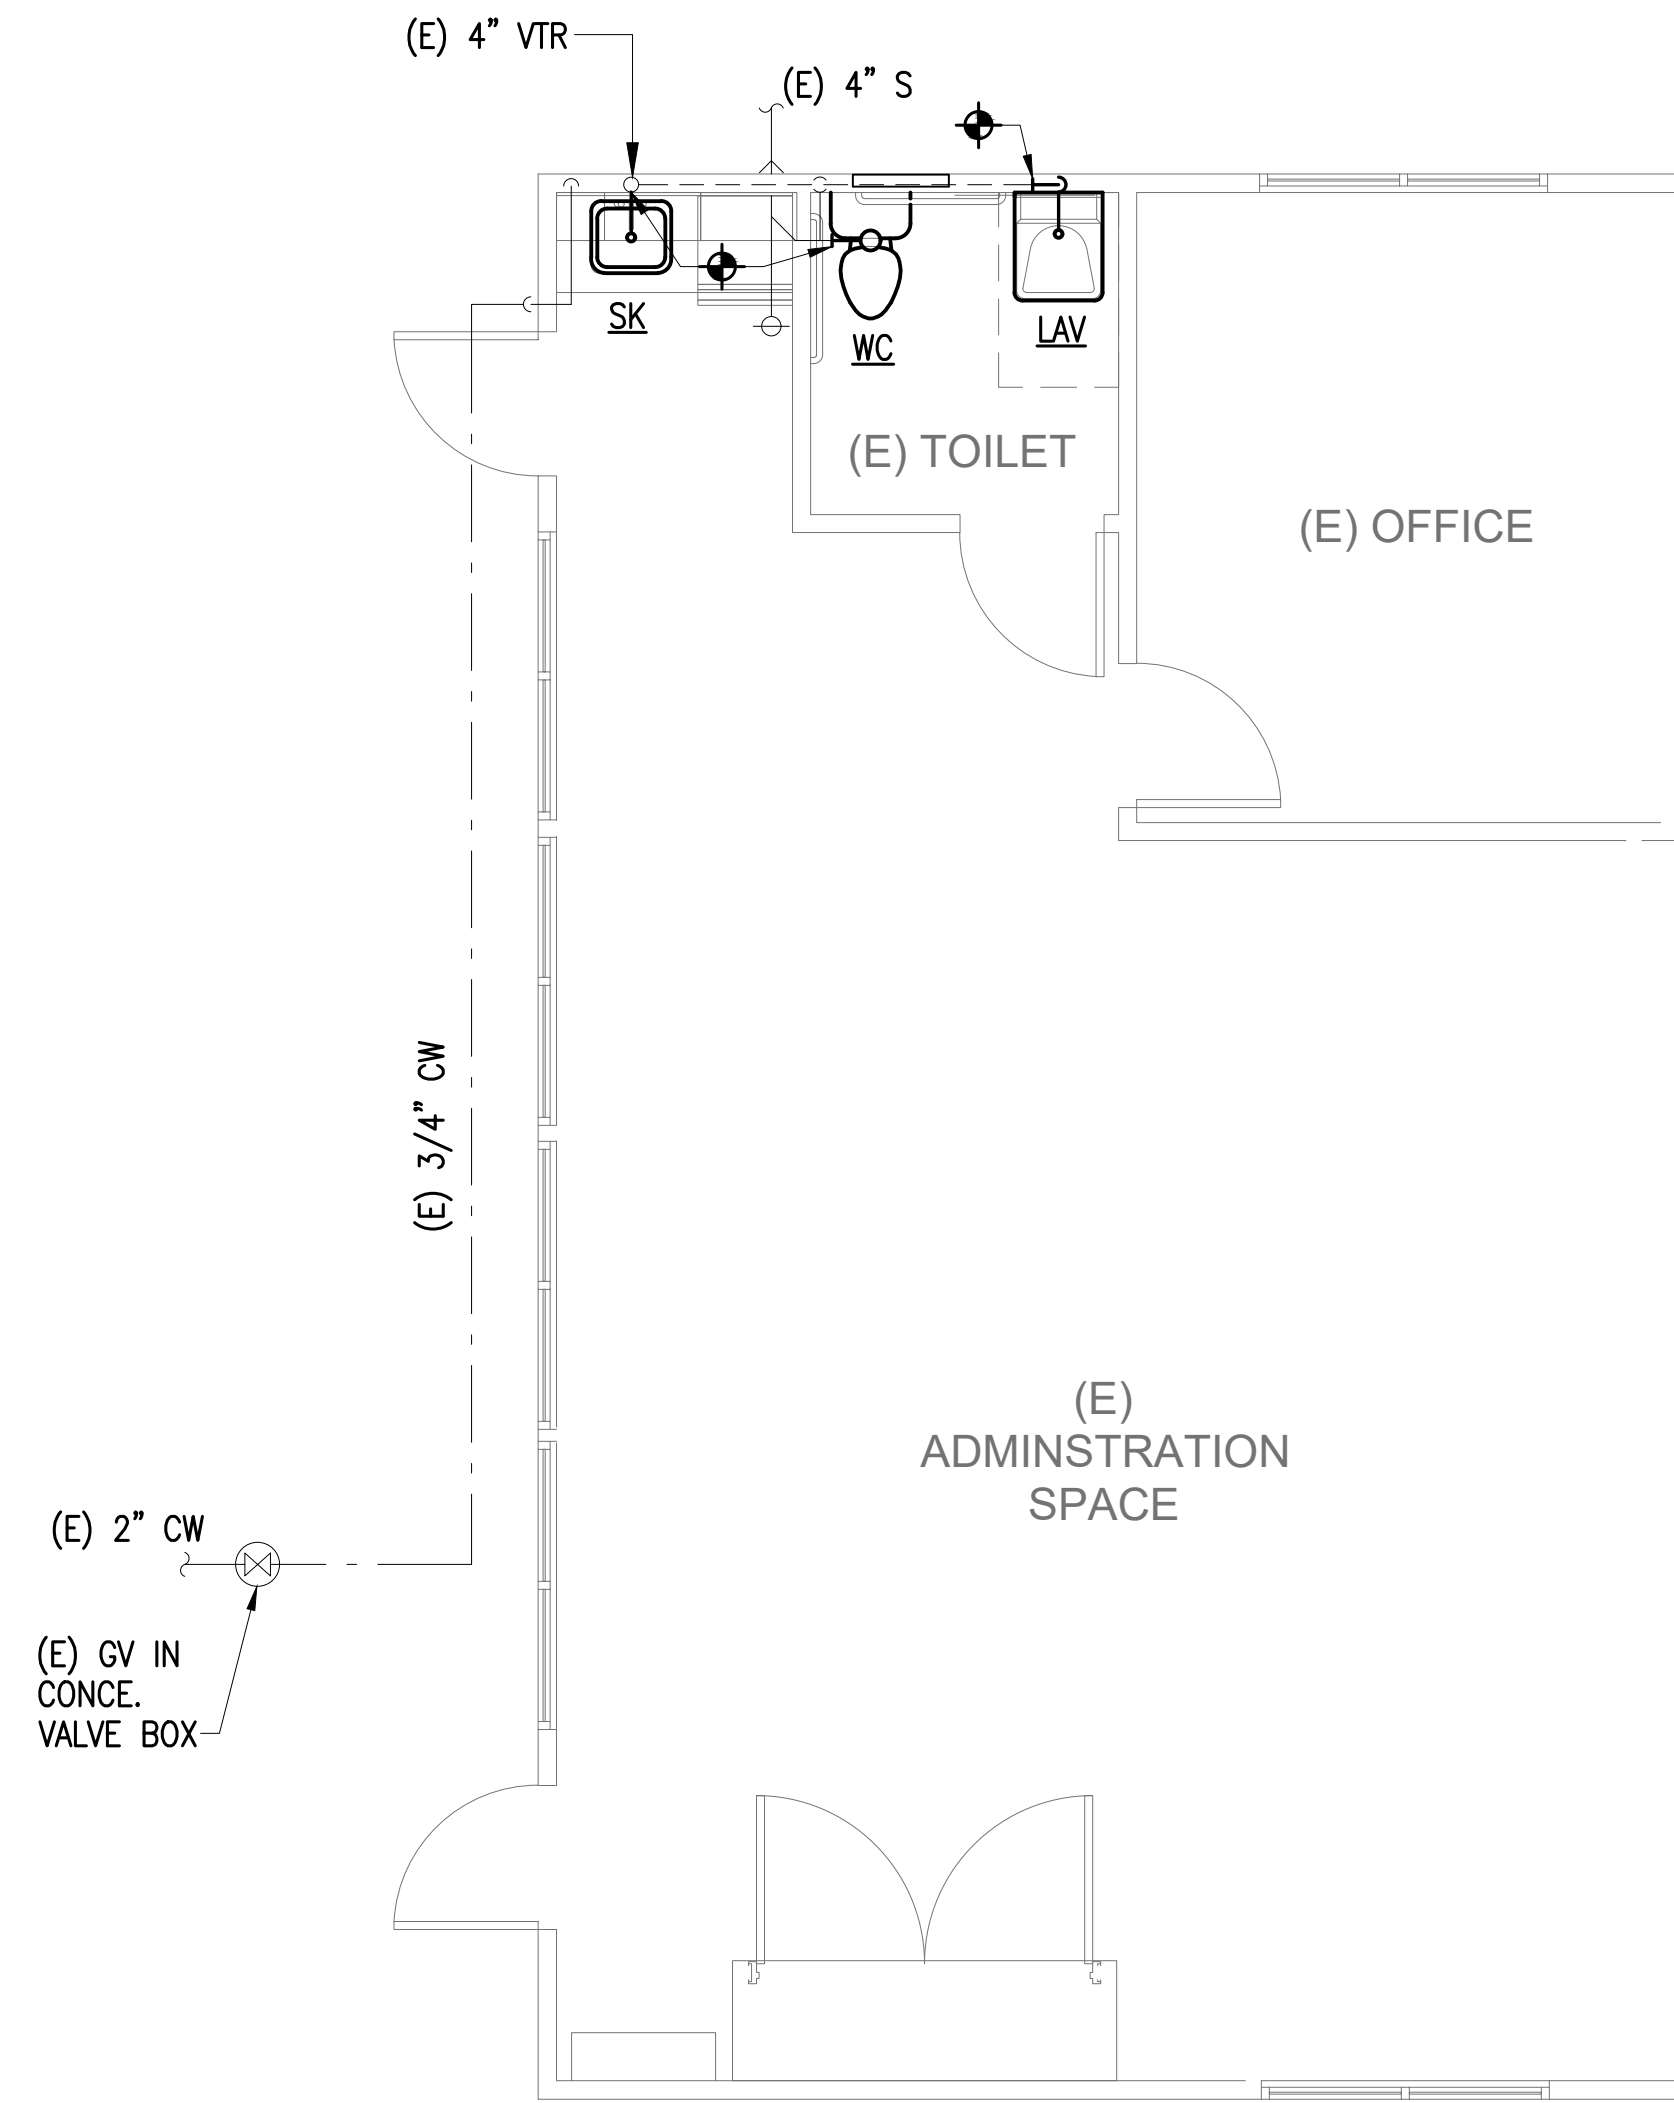 (E) 4” VTR
(E) 4” S
SK
WC
LAV
(E) TOILET
(E) OFFICE
(E) 3/4” CW
(E)
ADMINSTRATION
SPACE
(E) 2” CW
(E) GV IN
CONCE.
VALVE BOX